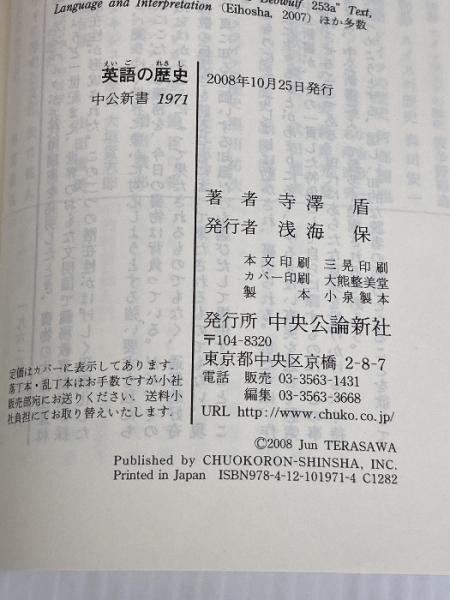 Beowulf 253a" Text,
Language and Interpretation (Eihosha, 2007) ほか多数
えいご れきし
英語の歴史
中公新書 1971
2008年10月25日発行
著者 寺澤 盾
発行者 浅海 保
本文印刷 三晃印刷
カバー印刷 大熊整美堂
製本 小泉製本
発行所 中央公論新社
〒104-8320
東京都中央区京橋 2-8-7
電話 販売 03-3563-1431
編集 03-3563-3668
URL http://www.chuko.co.jp/
定価はカバーに表示してあります.
落丁本・乱丁本はお手数ですが小社
販売部宛にお送りください. 送料小
社負担にてお取り替えいたします.
©2008 Jun TERASAWA
Published by CHUOKORON-SHINSHA, INC.
Printed in Japan ISBN978-4-12-101971-4 C1282